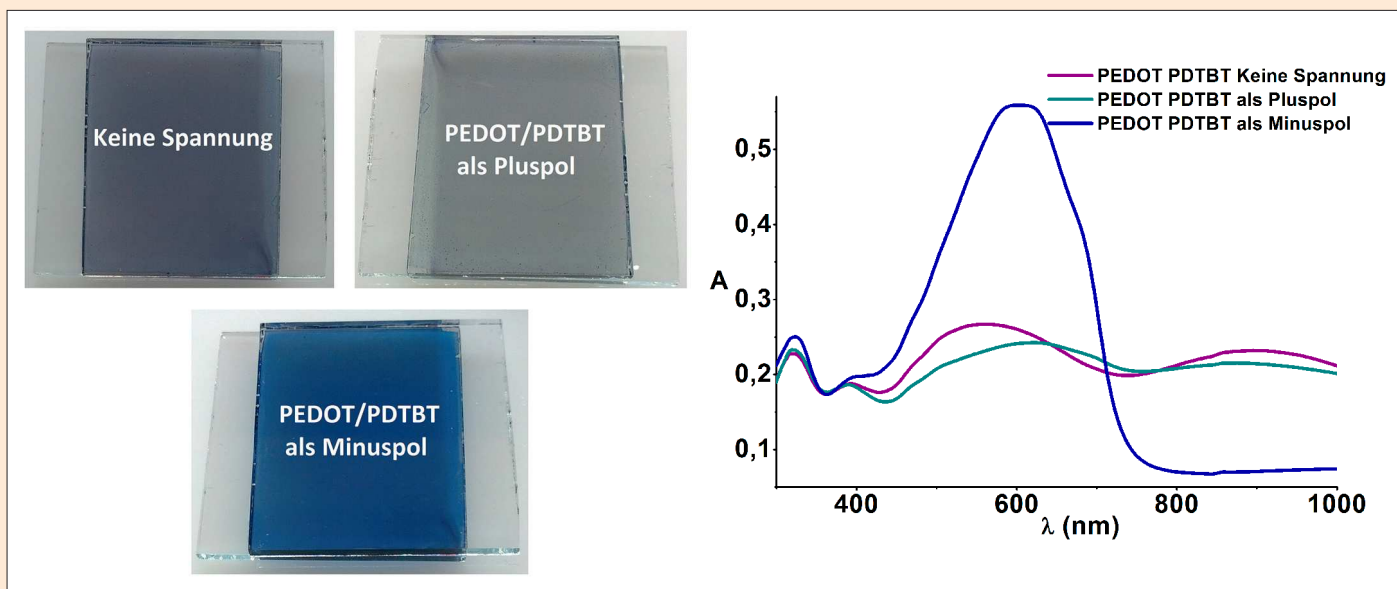 Keine Spannung
PEDOT/PDTBT
als Pluspol
PEDOT/PDTBT
als Minuspol
PEDOT PDTBT Keine Spannung
PEDOT PDTBT als Pluspol
PEDOT PDTBT als Minuspol
A
0,5
0,4
0,3
0,2
0,1
400 600 800 1000
λ (nm)